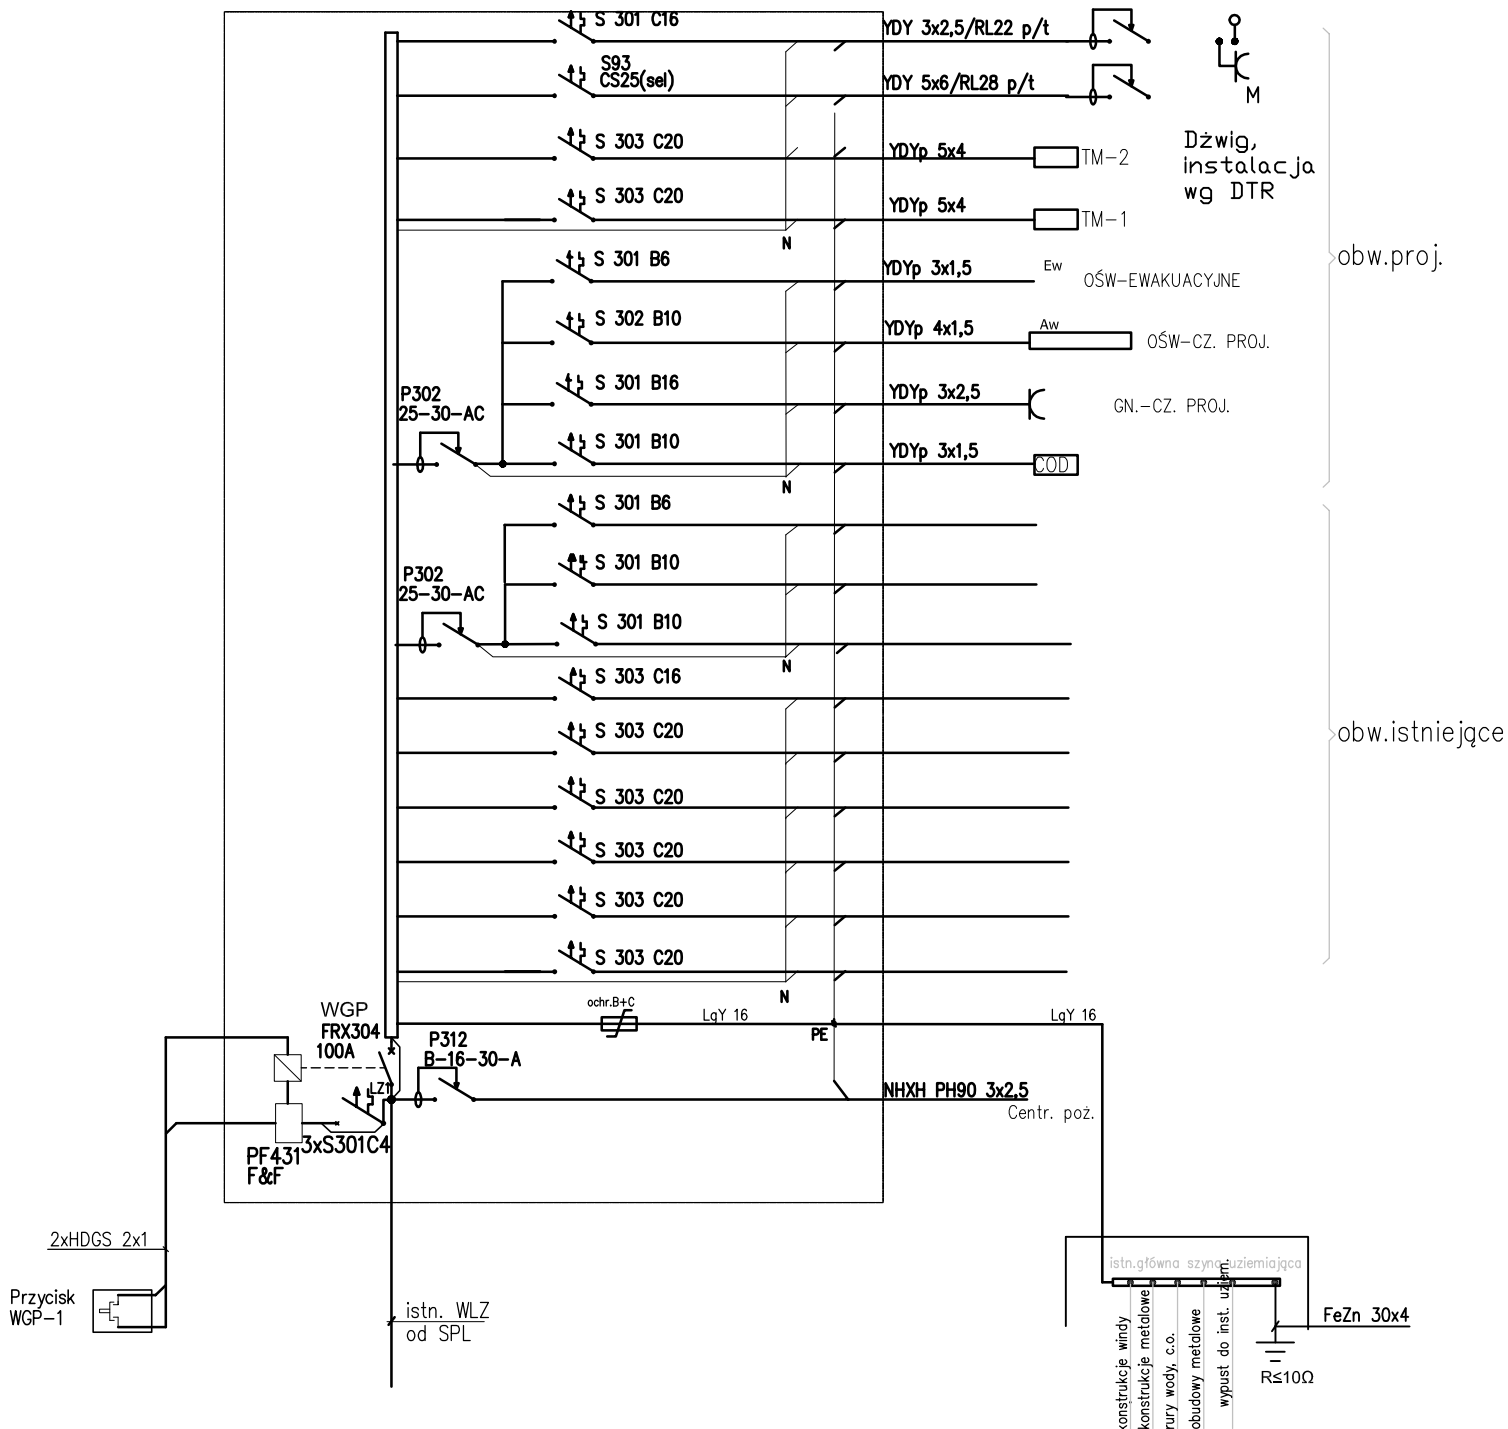 S 301 C16
YDY 3x2,5/RL22 p/t
S93
CS25(sel)
YDY 5x6/RL28 p/t
M
S 303 C20
YDYp 5x4
TM-2
Dźwig,
instalacja
wg DTR
S 303 C20
YDYp 5x4
TM-1
N
obw.proj.
S 301 B6
YDYp 3x1,5
Ew
OŚW-EWAKUACYJNE
S 302 B10
YDYp 4x1,5
Aw
OŚW-CZ. PROJ.
S 301 B16
YDYp 3x2,5
GN.-CZ. PROJ.
P302
25-30-AC
S 301 B10
YDYp 3x1,5
COD
N
S 301 B6
S 301 B10
P302
25-30-AC
S 301 B10
N
S 303 C16
S 303 C20
obw.istniejące
S 303 C20
S 303 C20
S 303 C20
S 303 C20
N
ochr.B+C
LgY 16
LgY 16
PE
WGP
FRX304
100A
P312
B-16-30-A
LZ1
NHXH PH90 3x2,5
Centr. poż.
3xS301C4
PF431
F&F
2xHDGS 2x1
Przycisk
WGP-1
istn. WLZ
od SPL
istn.główna szyna uziemiająca
konstrukcje windy
konstrukcje metalowe
rury wody, c.o.
obudowy metalowe
wypust do inst. uziem.
FeZn 30x4
R≤10Ω